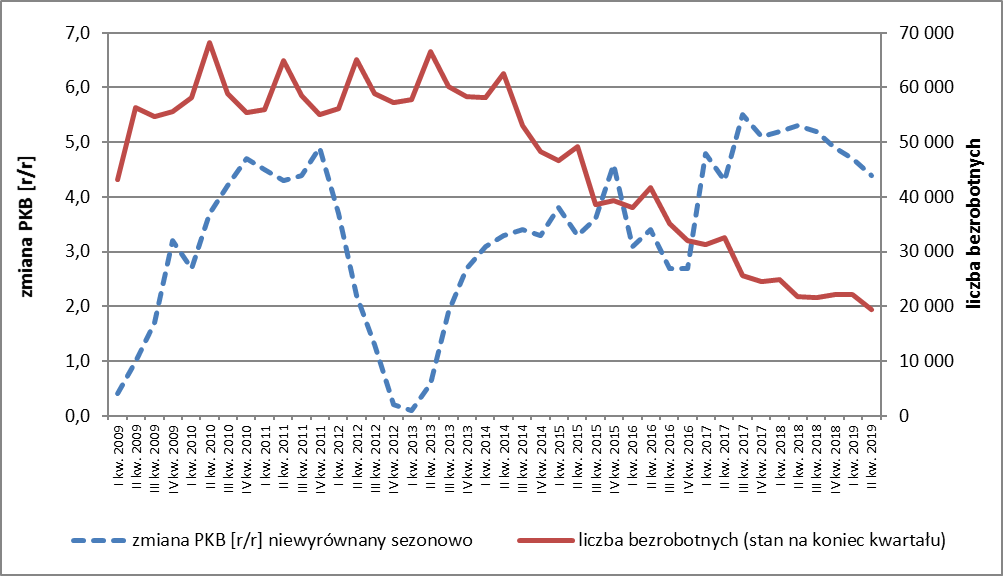 7,0
6,0
5,0
4,0
3,0
2,0
1,0
0,0
zmiana PKB [r/r]
70 000
60 000
50 000
40 000
30 000
20 000
10 000
0
liczba bezrobotnych
I kw. 2009
II kw. 2009
III kw. 2009
IV kw. 2009
I kw. 2010
II kw. 2010
III kw. 2010
IV kw. 2010
I kw. 2011
II kw. 2011
III kw. 2011
IV kw. 2011
I kw. 2012
II kw. 2012
III kw. 2012
IV kw. 2012
I kw. 2013
II kw. 2013
III kw. 2013
IV kw. 2013
I kw. 2014
II kw. 2014
III kw. 2014
IV kw. 2014
I kw. 2015
II kw. 2015
III kw. 2015
IV kw. 2015
I kw. 2016
II kw. 2016
III kw. 2016
IV kw. 2016
I kw. 2017
II kw. 2017
III kw. 2017
IV kw. 2017
I kw. 2018
II kw. 2018
III kw. 2018
IV kw. 2018
I kw. 2019
II kw. 2019
zmiana PKB [r/r] niewyrównany sezonowo
liczba bezrobotnych (stan na koniec kwartału)